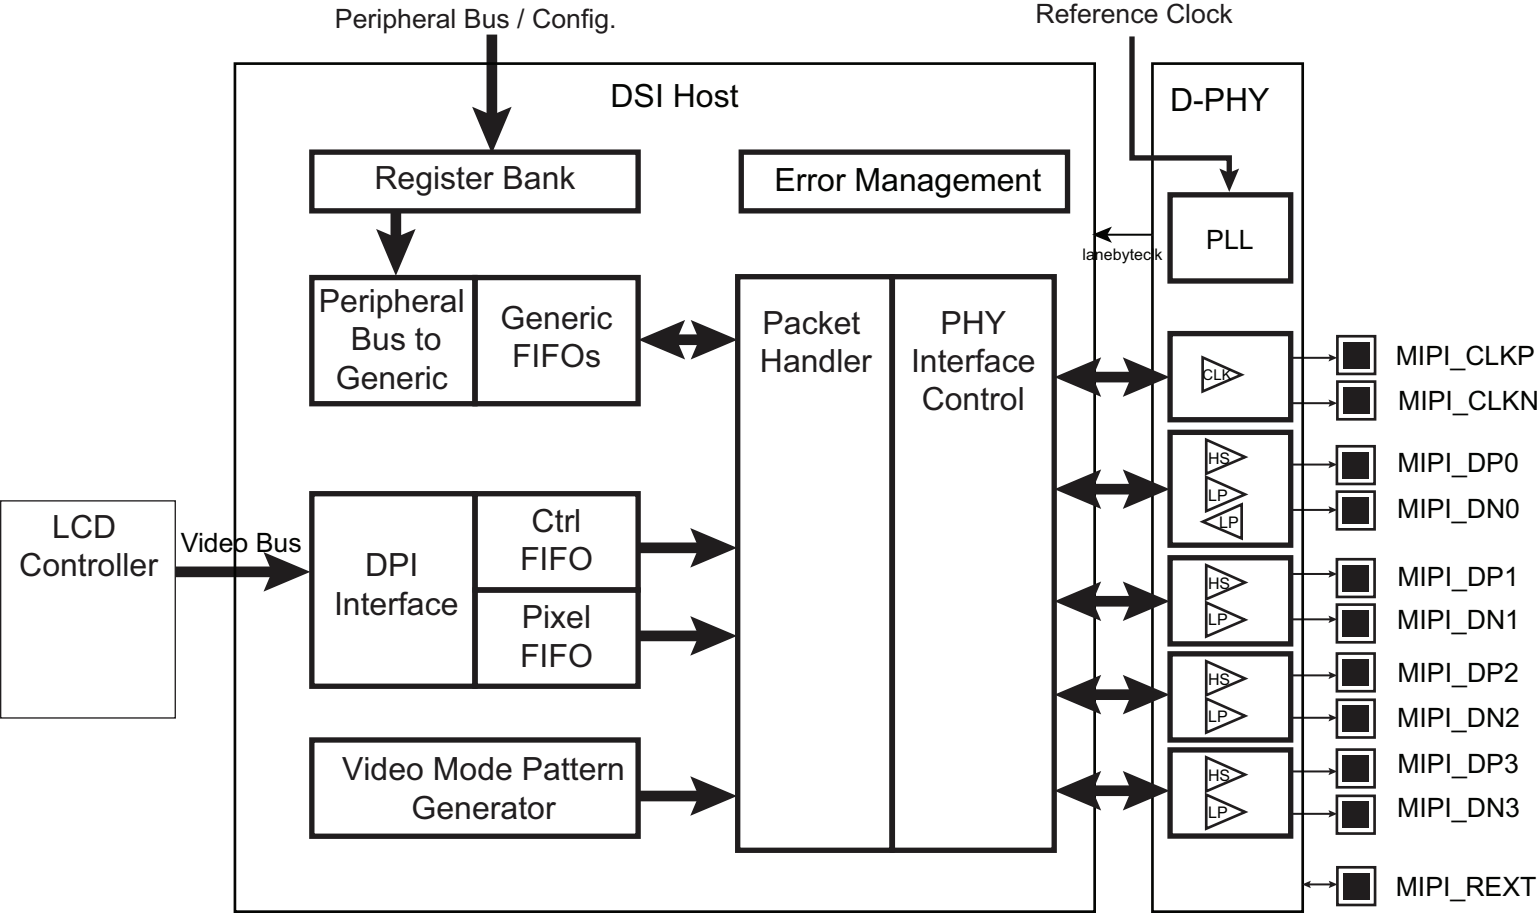 Peripheral Bus / Config.
Reference Clock
DSI Host
D-PHY
Register Bank
Error Management
PLL
lanebyteclk
Peripheral
Bus to
Generic
Generic
FIFOs
Packet
Handler
PHY
Interface
Control
CLK
MIPI_CLKP
MIPI_CLKN
HS
LP
LP
MIPI_DP0
MIPI_DN0
LCD
Controller
Video Bus
DPI
Interface
Ctrl
FIFO
Pixel
FIFO
HS
LP
MIPI_DP1
MIPI_DN1
HS
LP
MIPI_DP2
MIPI_DN2
Video Mode Pattern
Generator
HS
LP
MIPI_DP3
MIPI_DN3
MIPI_REXT